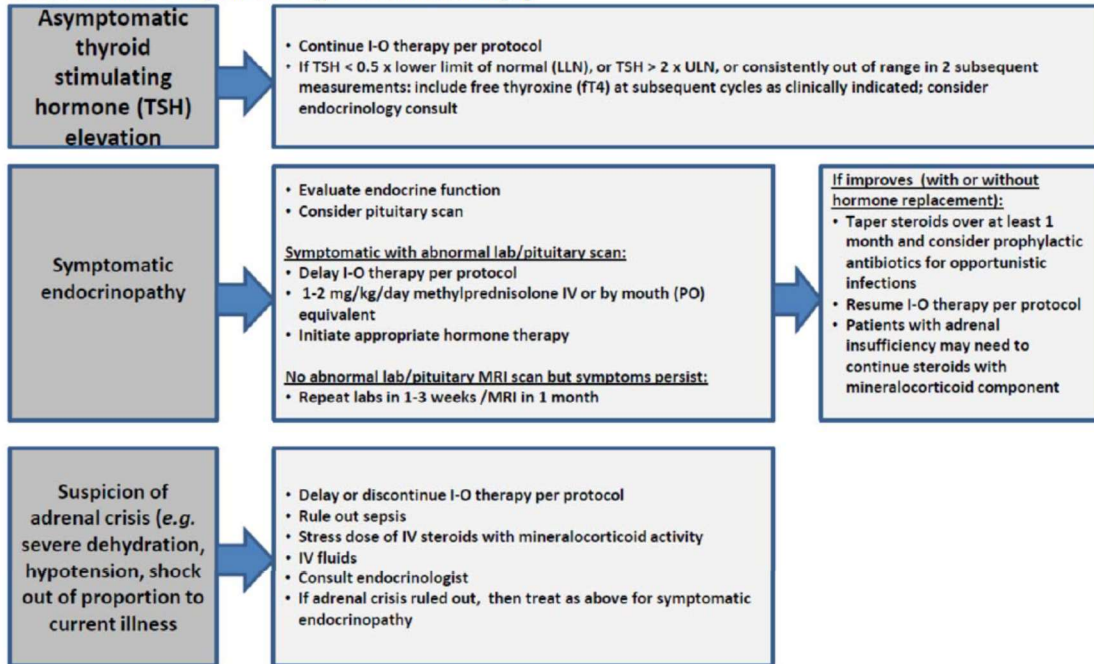 Asymptomatic
thyroid
stimulating
hormone (TSH)
elevation
• Continue I-O therapy per protocol
• If TSH < 0.5 x lower limit of normal (LLN), or TSH > 2 x ULN, or consistently out of range in 2 subsequent
measurements: include free thyroxine (fT4) at subsequent cycles as clinically indicated; consider
endocrinology consult
Symptomatic
endocrinopathy
• Evaluate endocrine function
• Consider pituitary scan
Symptomatic with abnormal lab/pituitary scan:
• Delay I-O therapy per protocol
• 1-2 mg/kg/day methylprednisolone IV or by mouth (PO)
equivalent
• Initiate appropriate hormone therapy
No abnormal lab/pituitary MRI scan but symptoms persist:
• Repeat labs in 1-3 weeks /MRI in 1 month
If improves (with or without
hormone replacement):
• Taper steroids over at least 1
month and consider prophylactic
antibiotics for opportunistic
infections
• Resume I-O therapy per protocol
• Patients with adrenal
insufficiency may need to
continue steroids with
mineralocorticoid component
Suspicion of
adrenal crisis (e.g.
severe dehydration,
hypotension, shock
out of proportion to
current illness
• Delay or discontinue I-O therapy per protocol
• Rule out sepsis
• Stress dose of IV steroids with mineralocorticoid activity
• IV fluids
• Consult endocrinologist
• If adrenal crisis ruled out, then treat as above for symptomatic
endocrinopathy